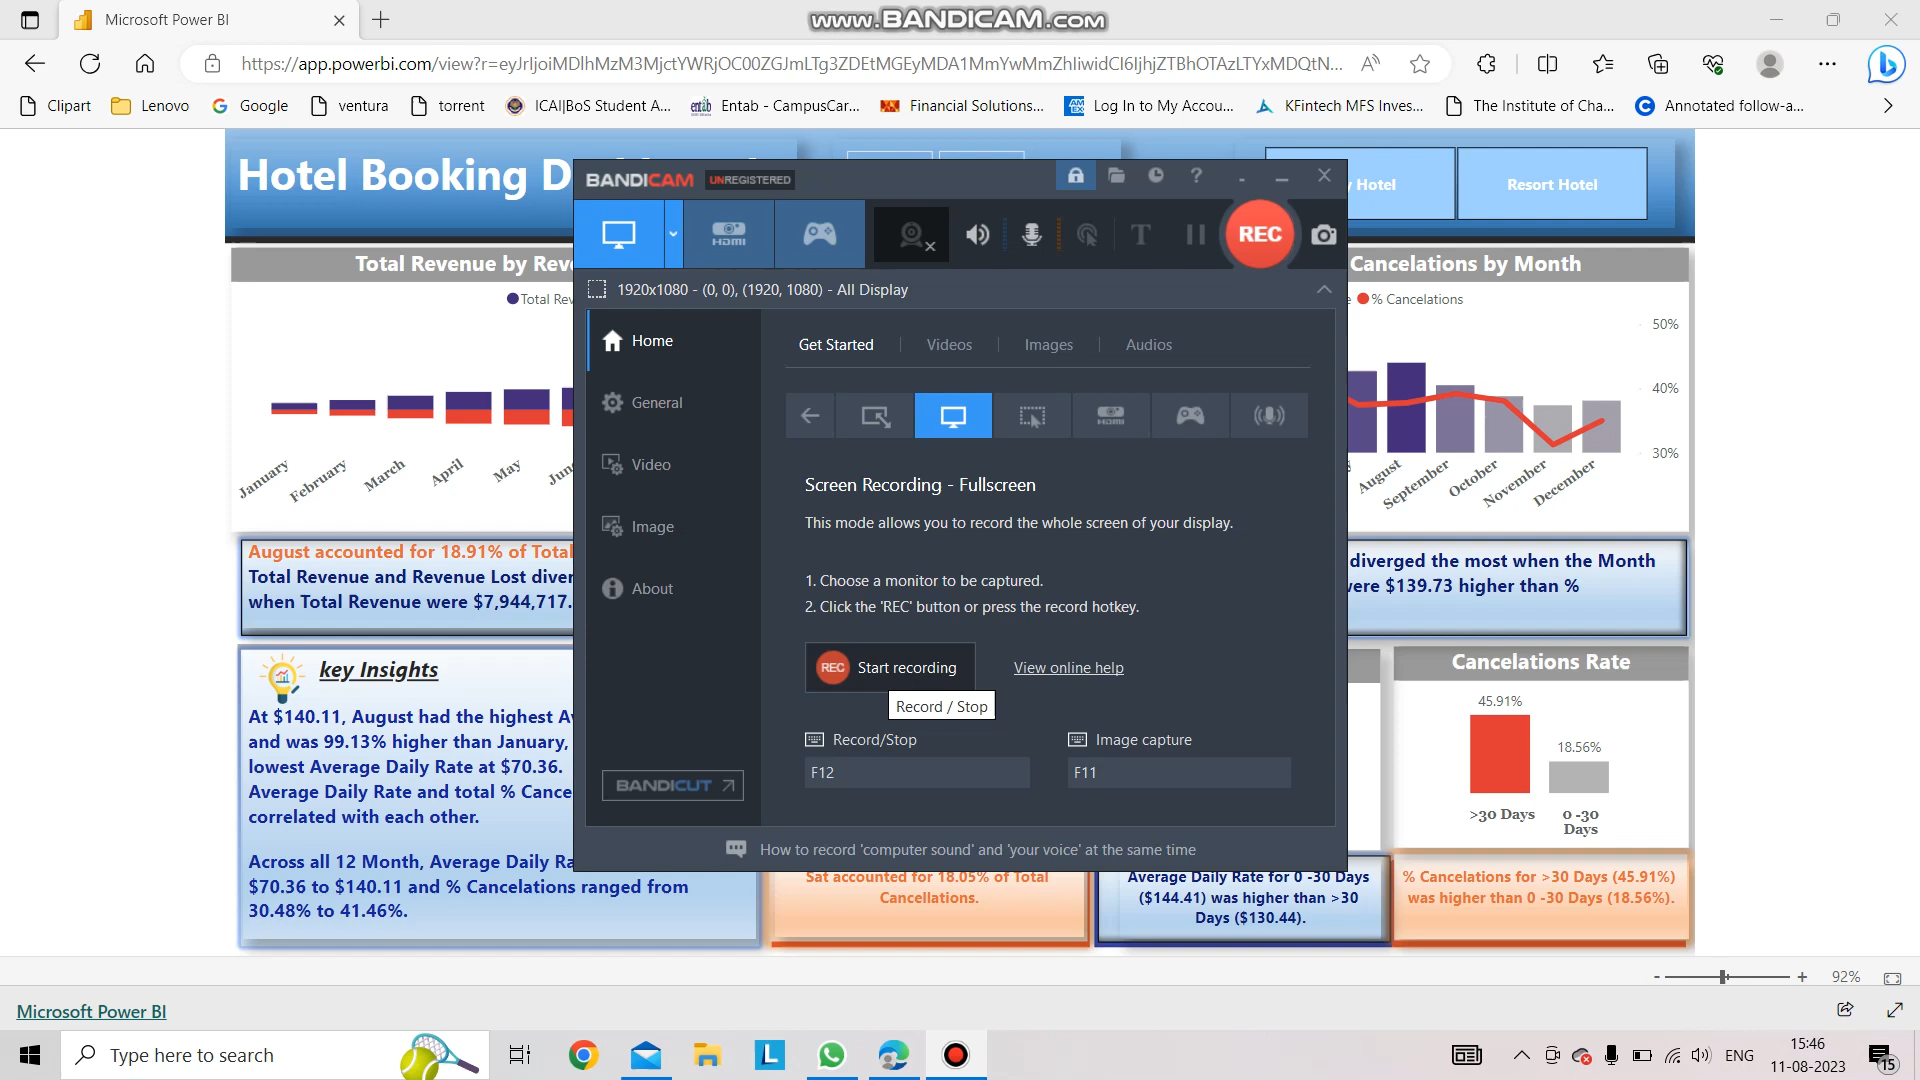 Microsoft Power BI
www.BANDICAM.com
https://app.powerbi.com/view?r=eyJrIjoiMDlhMzM3MjctYWRjOC00ZGJmLTg3ZDEtMGEyMDA1MmYwMmZhIiwidCI6IjhjZTBhOTAzLTYxMDQtN...
Clipart
Lenovo
Google
ventura
torrent
ICAI|BoS Student A...
Entab - CampusCar...
Financial Solutions...
Log In to My Accou...
KFintech MFS Inves...
The Institute of Cha...
Annotated follow-a...
Hotel Booking D
Hotel
Resort Hotel
BANDICAM UNREGISTERED
HDMI
REC
1920x1080 - (0, 0), (1920, 1080) - All Display
Home
General
Video
Image
About
BANDICUT
Get Started
Videos
Images
Audios
HDMI
Screen Recording - Fullscreen
This mode allows you to record the whole screen of your display.
1. Choose a monitor to be captured.
2. Click the 'REC' button or press the record hotkey.
REC Start recording
View online help
Record / Stop
Record/Stop
Image capture
F12
F11
How to record 'computer sound' and 'your voice' at the same time
Total Revenue by Rev
Total Rev
January
February
March
April
May
June
Cancelations by Month
% Cancelations
50%
40%
30%
August
September
October
November
December
August accounted for 18.91% of Total
Total Revenue and Revenue Lost diver
when Total Revenue were $7,944,717.
diverged the most when the Month
were $139.73 higher than %
key Insights
At $140.11, August had the highest A
and was 99.13% higher than January,
lowest Average Daily Rate at $70.36.
Average Daily Rate and total % Cance
correlated with each other.
Across all 12 Month, Average Daily Ra
$70.36 to $140.11 and % Cancelations ranged from
30.48% to 41.46%.
Sat accounted for 18.05% of Total
Cancellations.
Average Daily Rate for 0 -30 Days
($144.41) was higher than >30
Days ($130.44).
Cancelations Rate
45.91%
18.56%
>30 Days
0 -30
Days
% Cancelations for >30 Days (45.91%)
was higher than 0 -30 Days (18.56%).
92%
Microsoft Power BI
Type here to search
ENG
15:46
11-08-2023
15